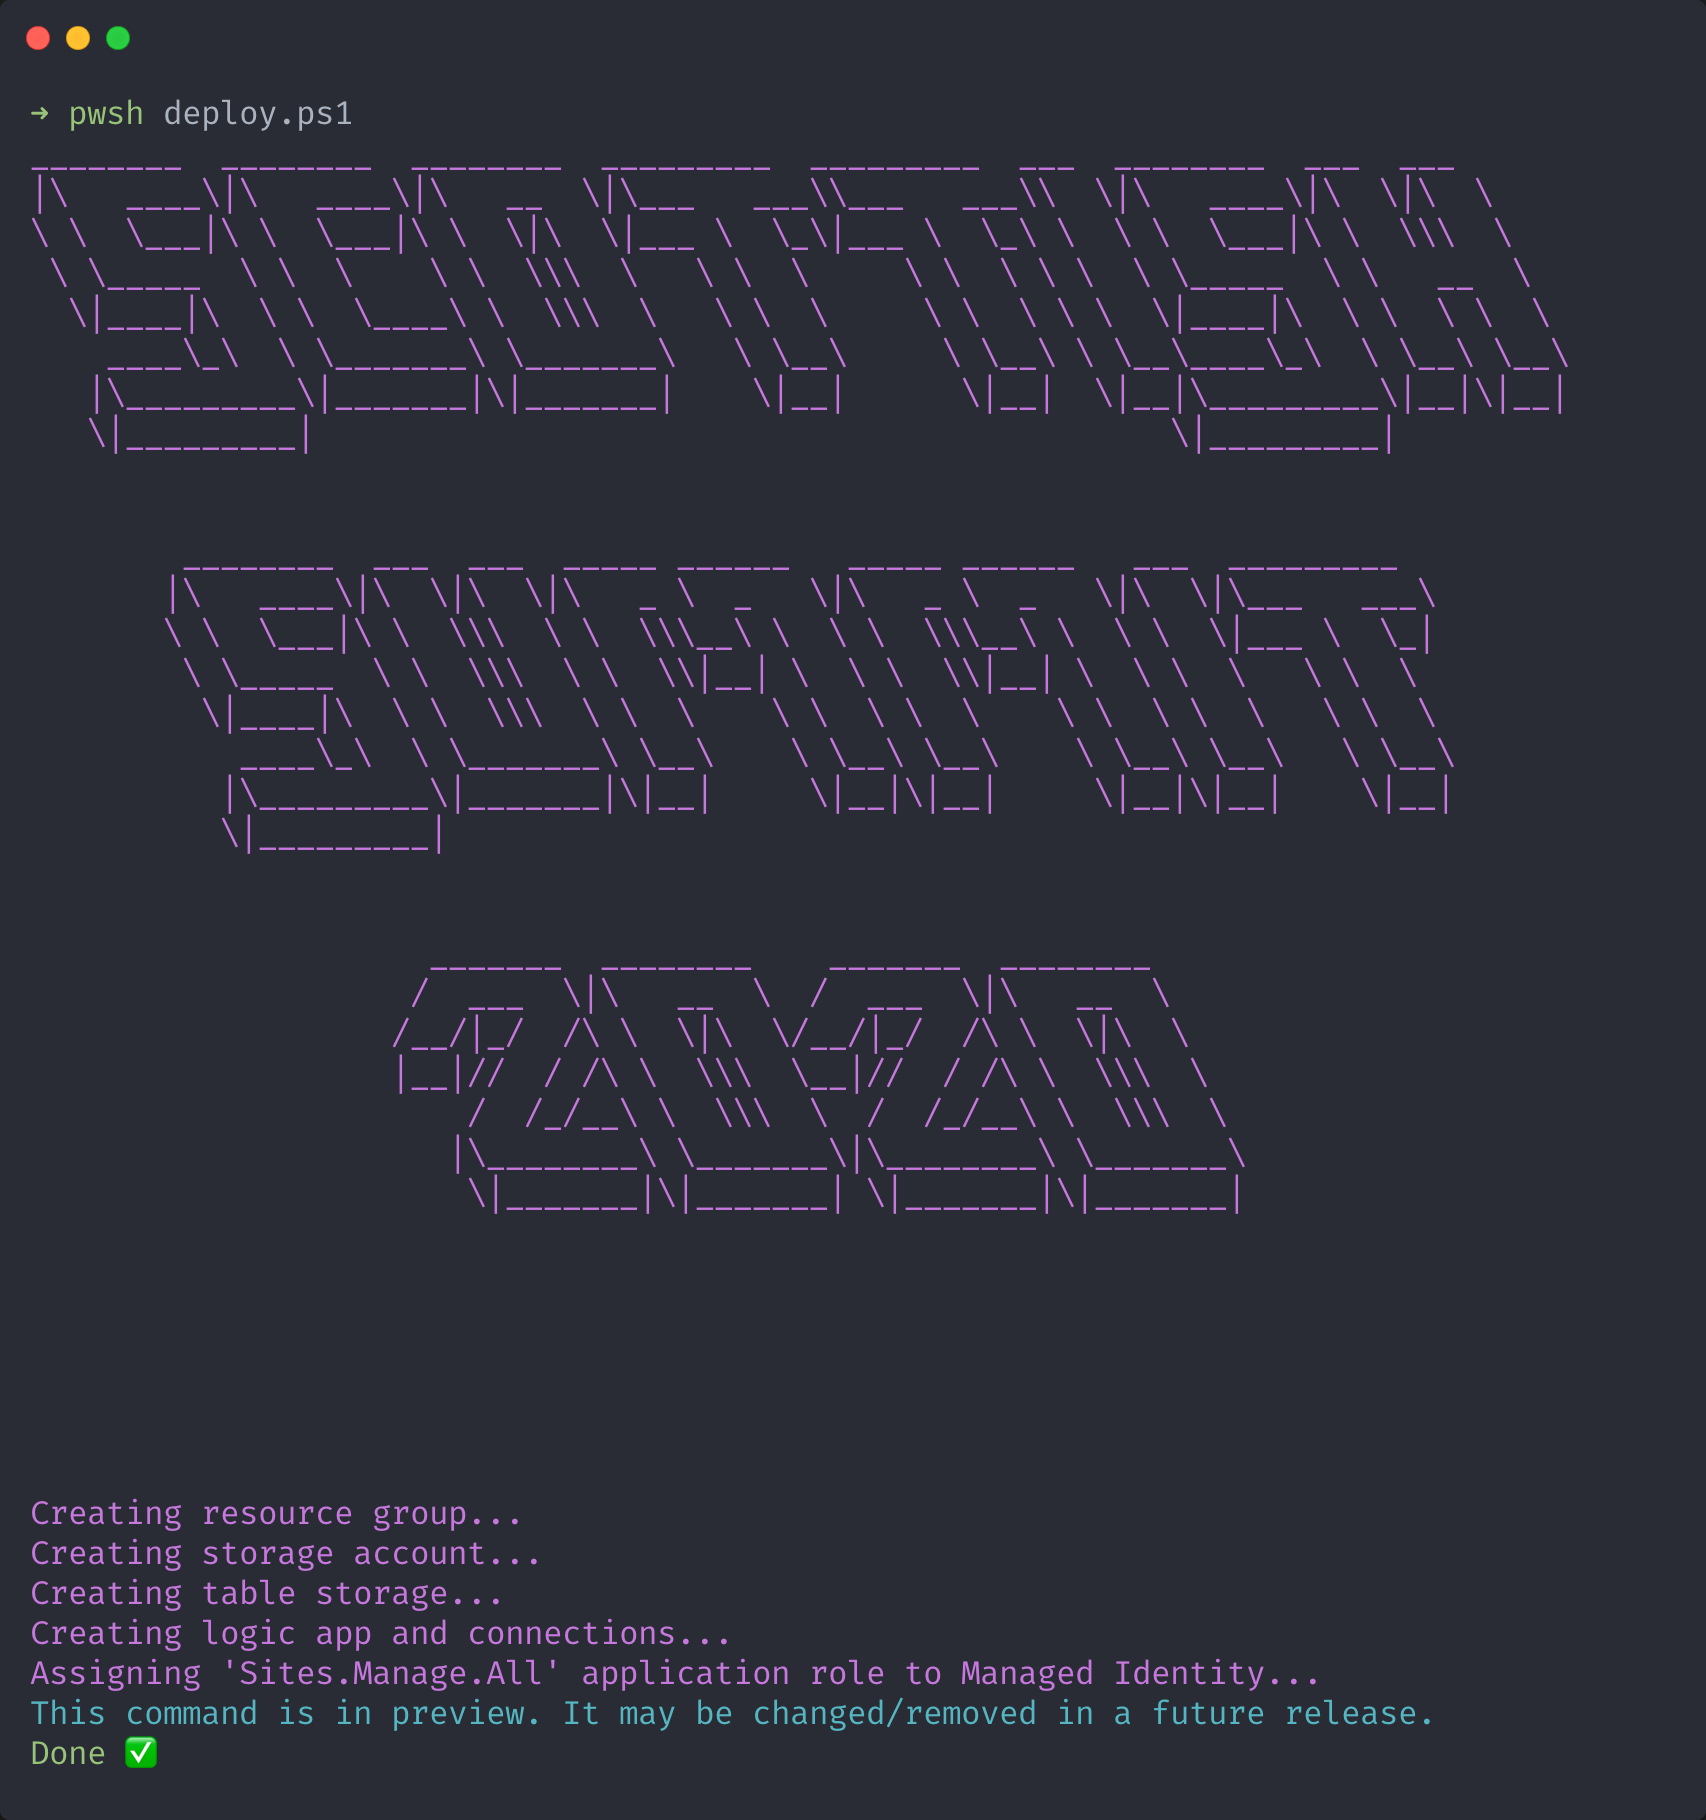 ➜ pwsh deploy.ps1
SCOTTISH
SUMMIT
2020
Creating resource group...
Creating storage account...
Creating table storage...
Creating logic app and connections...
Assigning 'Sites.Manage.All' application role to Managed Identity...
This command is in preview. It may be changed/removed in a future release.
Done ✅